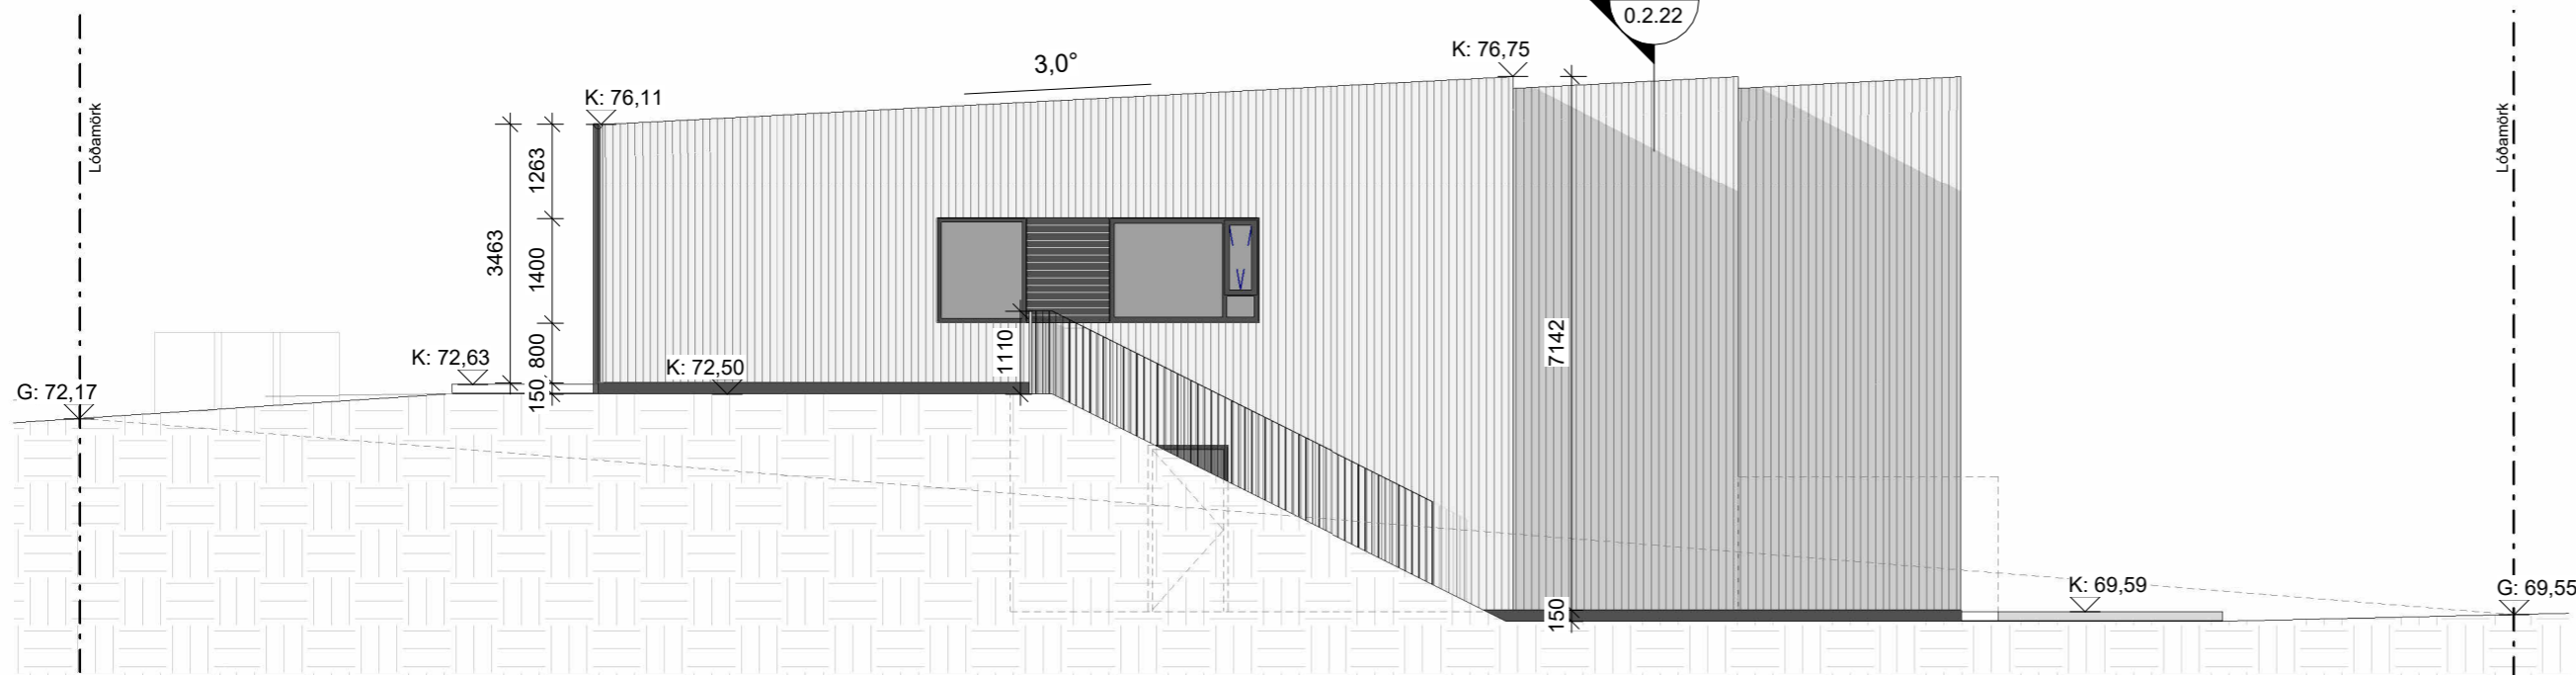 0.2.22
K: 76,75
3,0°
K: 76,11
Lóðamörk
Lóðamörk
1263
3463
1400
7142
1110
800
K: 72,63
K: 72,50
G: 72,17
150
K: 69,59
G: 69,55
150